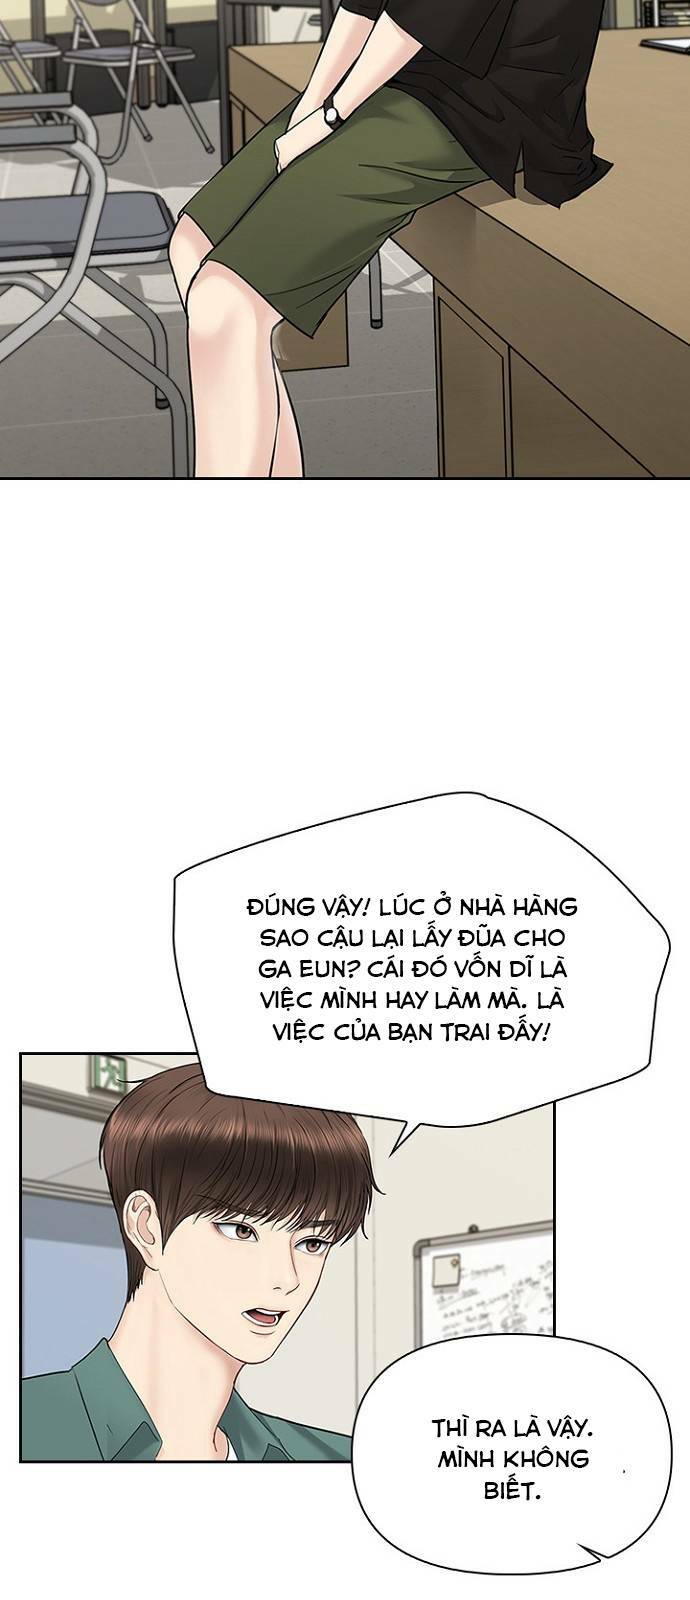 ĐÚNG VẬY! LÚC Ở NHÀ HÀNG
SAO CẬU LẠI LẤY ĐŨA CHO
GA EUN? CÁI ĐÓ VỐN DĨ LÀ
VIỆC MÌNH HAY LÀM MÀ. LÀ
VIỆC CỦA BẠN TRAI ĐẤY!
THÌ RA LÀ VẬY.
MÌNH KHÔNG
BIẾT.